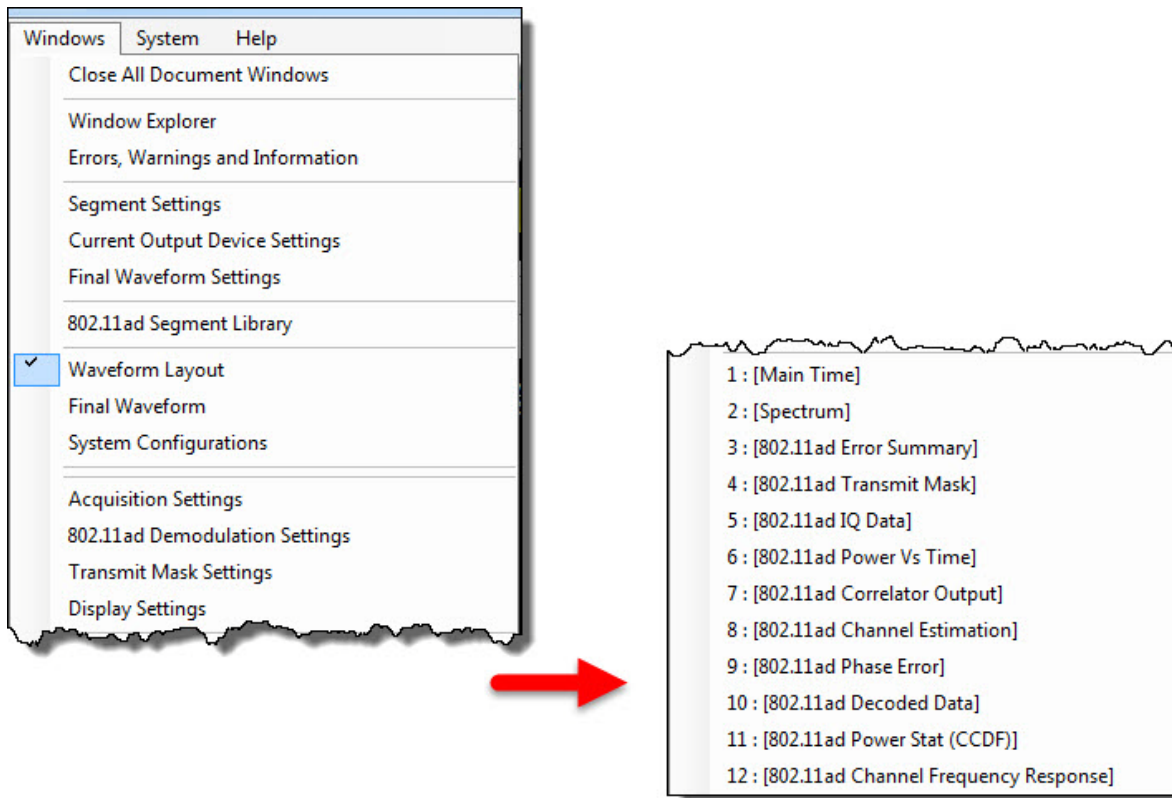 Windows System Help
Close All Document Windows
Window Explorer
Errors, Warnings and Information
Segment Settings
Current Output Device Settings
Final Waveform Settings
802.11ad Segment Library
Waveform Layout
Final Waveform
System Configurations
Acquisition Settings
802.11ad Demodulation Settings
Transmit Mask Settings
Display Settings
1 : [Main Time]
2 : [Spectrum]
3 : [802.11ad Error Summary]
4 : [802.11ad Transmit Mask]
5 : [802.11ad IQ Data]
6 : [802.11ad Power Vs Time]
7 : [802.11ad Correlator Output]
8 : [802.11ad Channel Estimation]
9 : [802.11ad Phase Error]
10 : [802.11ad Decoded Data]
11 : [802.11ad Power Stat (CCDF)]
12 : [802.11ad Channel Frequency Response]